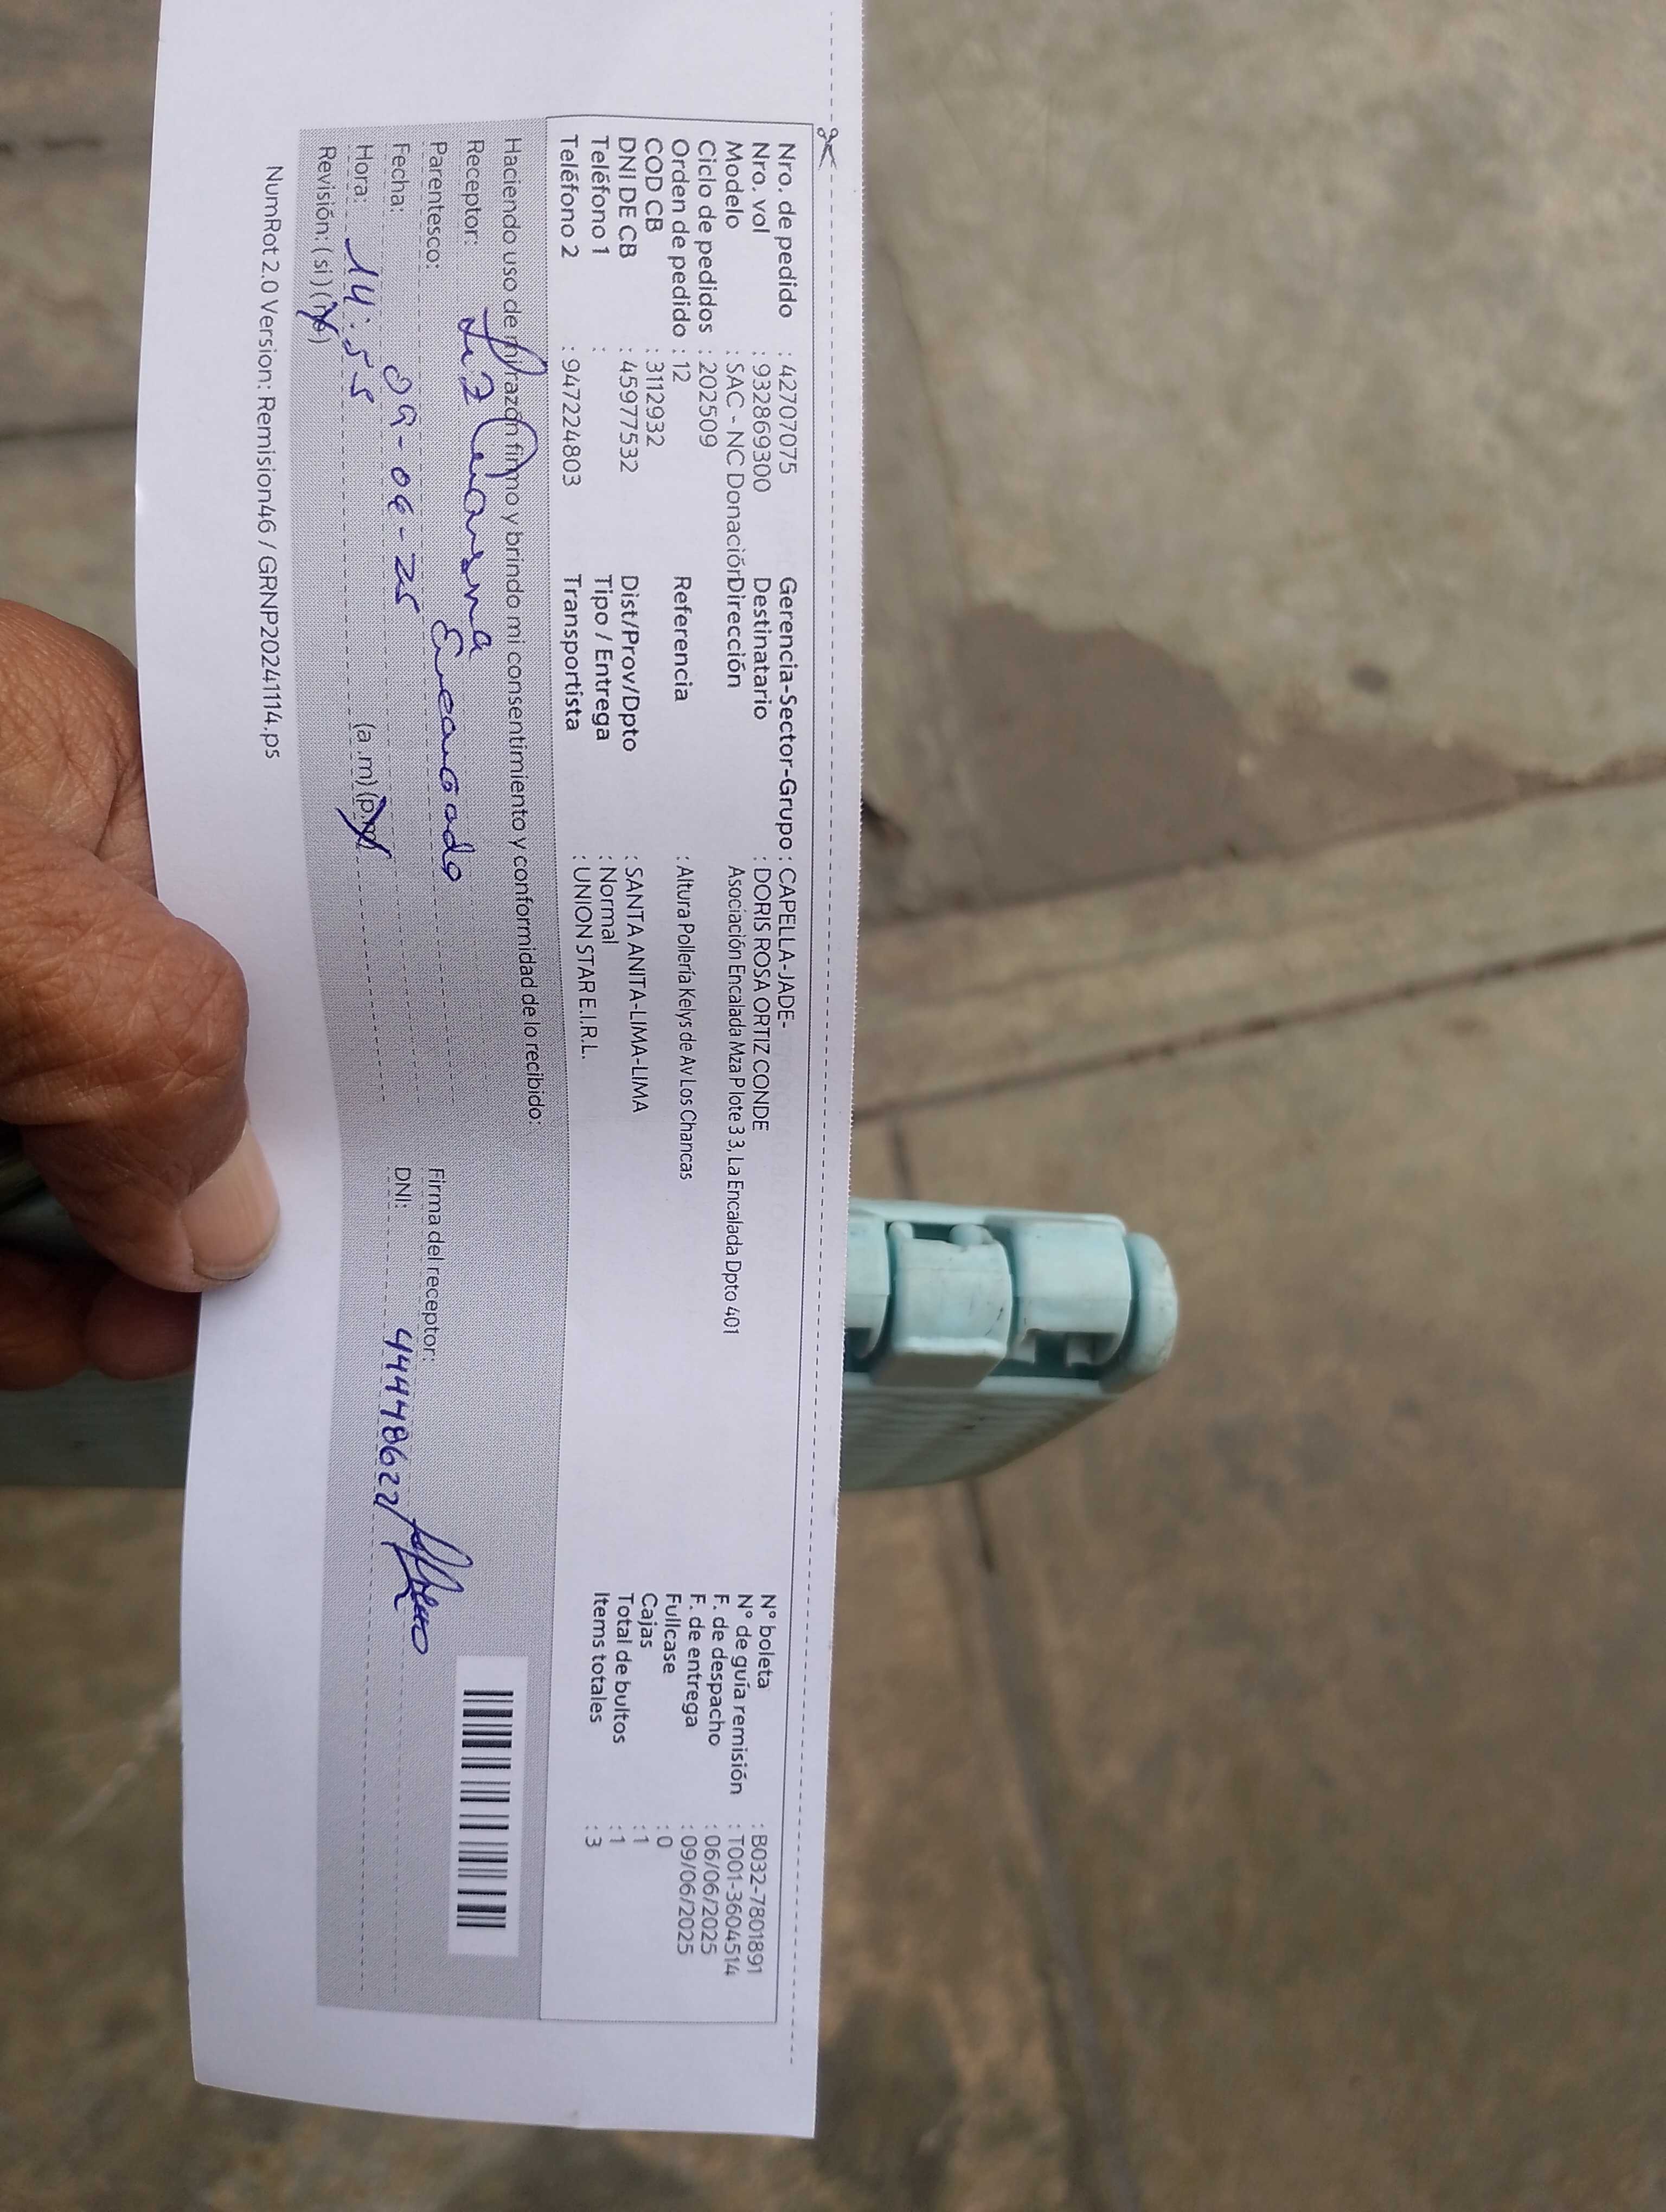 Nro. de pedido : 42707075
Nro. vol : 932869300
Modelo : SAC - NC Donación
Ciclo de pedidos : 202509
Orden de pedido : 12
COD CB : 3112932
DNI DE CB : 45977532
Teléfono 1 :
Teléfono 2 : 947224803
Gerencia-Sector-Grupo : CAPELLA-JADE-
Destinatario : DORIS ROSA ORTIZ CONDE
Dirección Asociación Encalada Mza P lote 3 3, La Encalada Dpto 401
Referencia : Altura Pollería Kelys de Av Los Chancas
Dist/Prov/Dpto : SANTA ANITA-LIMA-LIMA
Tipo / Entrega : Normal
Transportista : UNION STAR E.I.R.L.
N° boleta : B032-7801891
N° de guía remisión : T001-3604514
F. de despacho : 06/06/2025
F. de entrega : 09/06/2025
Fullcase : 0
Cajas : 1
Total de bultos : 1
Items totales : 3
Haciendo uso de mi razón firmo y brindo mi consentimiento y conformidad de lo recibido:
Receptor:
Parentesco: Encargado
Fecha: 09-06-25
Hora: 14:55 (a.m)(p.m)
Revisión: (si) (no)
Firma del receptor:
DNI: 44448622
NumRot 2.0 Version: Remision46 / GRNP20241114.ps